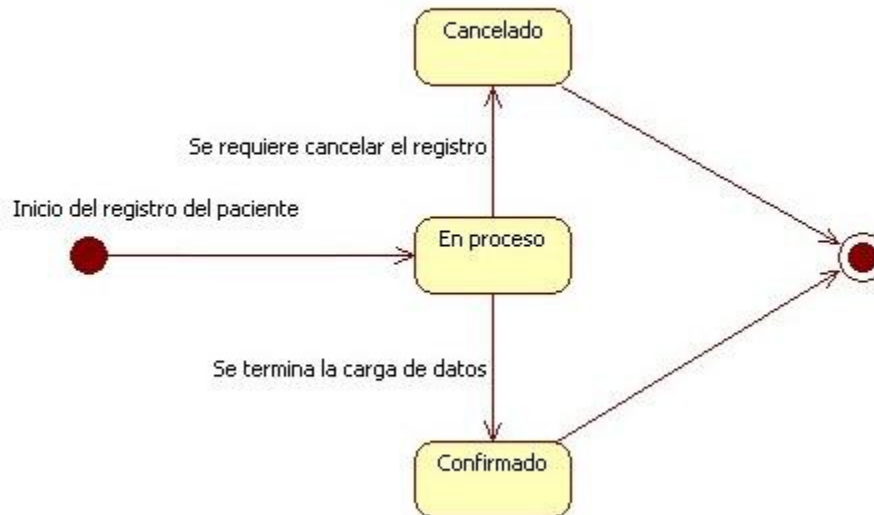 Cancelado
Se requiere cancelar el registro
Inicio del registro del paciente
En proceso
Se termina la carga de datos
Confirmado